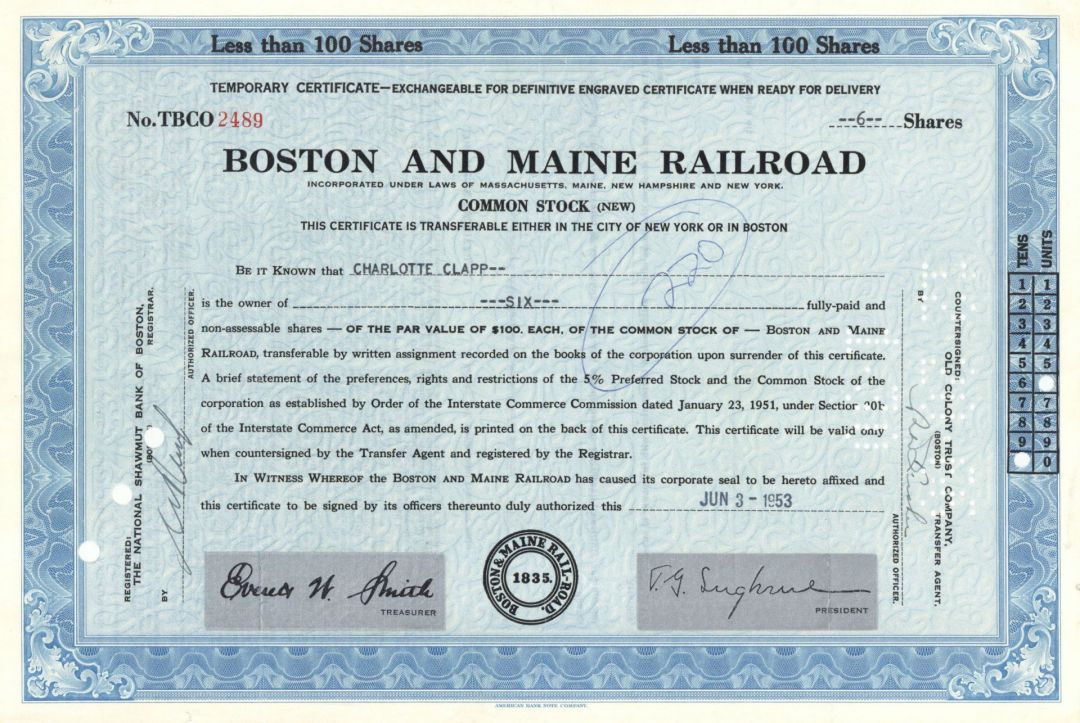 Less than 100 Shares Less than 100 Shares
TEMPORARY CERTIFICATE—EXCHANGEABLE FOR DEFINITIVE ENGRAVED CERTIFICATE WHEN READY FOR DELIVERY
No. TBCO 2489 --6-- Shares
BOSTON AND MAINE RAILROAD
INCORPORATED UNDER LAWS OF MASSACHUSETTS, MAINE, NEW HAMPSHIRE AND NEW YORK.
COMMON STOCK (NEW)
THIS CERTIFICATE IS TRANSFERABLE EITHER IN THE CITY OF NEW YORK OR IN BOSTON
220
BE IT KNOWN that CHARLOTTE CLAPP--
is the owner of ---SIX--- fully-paid and
non-assessable shares — OF THE PAR VALUE OF $100. EACH, OF THE COMMON STOCK OF — BOSTON AND MAINE
RAILROAD, transferable by written assignment recorded on the books of the corporation upon surrender of this certificate.
A brief statement of the preferences, rights and restrictions of the 5% Preferred Stock and the Common Stock of the
corporation as established by Order of the Interstate Commerce Commission dated January 23, 1951, under Section 20b
of the Interstate Commerce Act, as amended, is printed on the back of this certificate. This certificate will be valid only
when countersigned by the Transfer Agent and registered by the Registrar.
IN WITNESS WHEREOF the BOSTON AND MAINE RAILROAD has caused its corporate seal to be hereto affixed and
this certificate to be signed by its officers thereunto duly authorized this JUN 3 - 1953
Everett W. Smith
TREASURER
BOSTON & MAINE RAIL-ROAD.
1835.
PRESIDENT
REGISTERED:
THE NATIONAL SHAWMUT BANK OF BOSTON,
REGISTRAR.
BY
AUTHORIZED OFFICER.
COUNTERSIGNED:
OLD COLONY TRUST COMPANY,
(BOSTON)
TRANSFER AGENT,
BY
AUTHORIZED OFFICER.
TENS UNITS
1 1
2 2
3 3
4 4
5 5
6
7 7
8 8
9 9
0
AMERICAN BANK NOTE COMPANY.